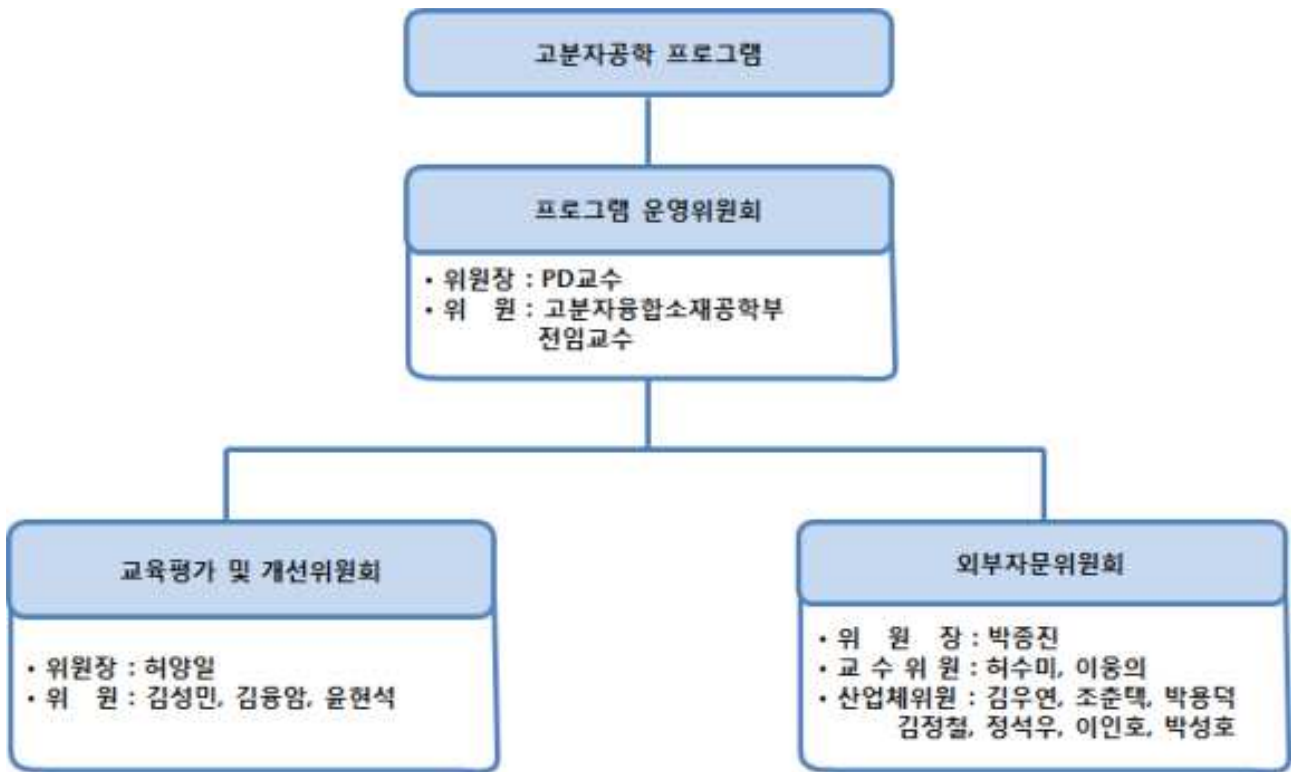 고분자공학 프로그램
프로그램 운영위원회
• 위원장 : PD교수
• 위 원 : 고분자융합소재공학부
전임교수
교육평가 및 개선위원회
• 위원장 : 허양일
• 위 원 : 김성민, 김융암, 윤현석
외부자문위원회
• 위 원 장 : 박종진
• 교 수 위 원 : 허수미, 이웅의
• 산업체위원 : 김우연, 조춘택, 박용덕
김정철, 정석우, 이인호, 박성호